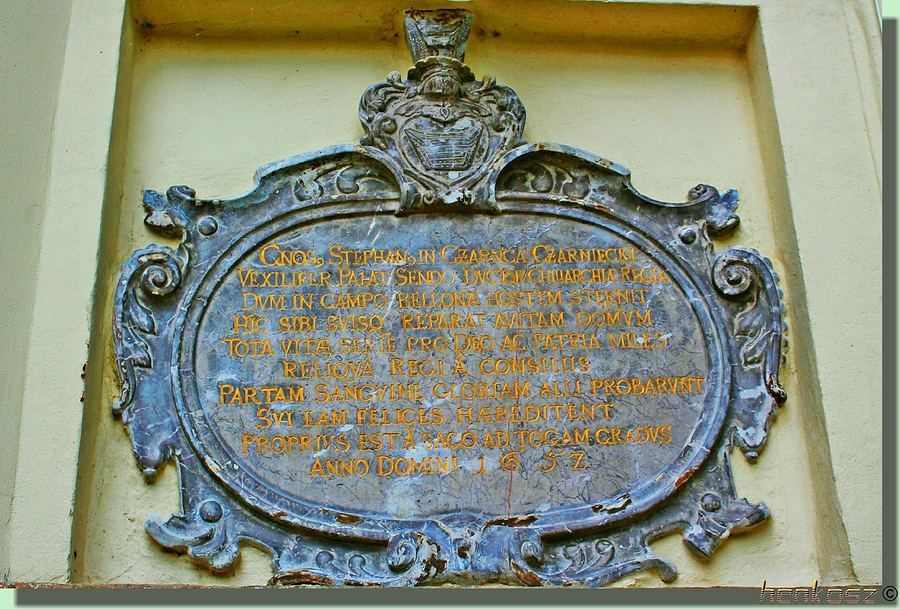 GNOS, STEPHAN, IN CZARNCA CZARNIECKI
VEXILIFER PALAT SENDO DVCTOR CHILIARCHIA REGIA
DVM IN CAMPO BELLONA HOSTEM STERNIT
HIC SIBI SVISQ REPARAT AVITAM DOMVM
TOTA VITÆ SERIE PRO DEO AC PATRIA MILES
RELIQVA REGI Â CONSILIIS
PARTAM SANGVINE GLORIAM ALII PROBARVNT
SVI EAM FELICES HÆREDITENT
PROPRIVS EST Â SAGO AD TOGAM GRADVS
ANNO DOMINI 1652
henkosz ©